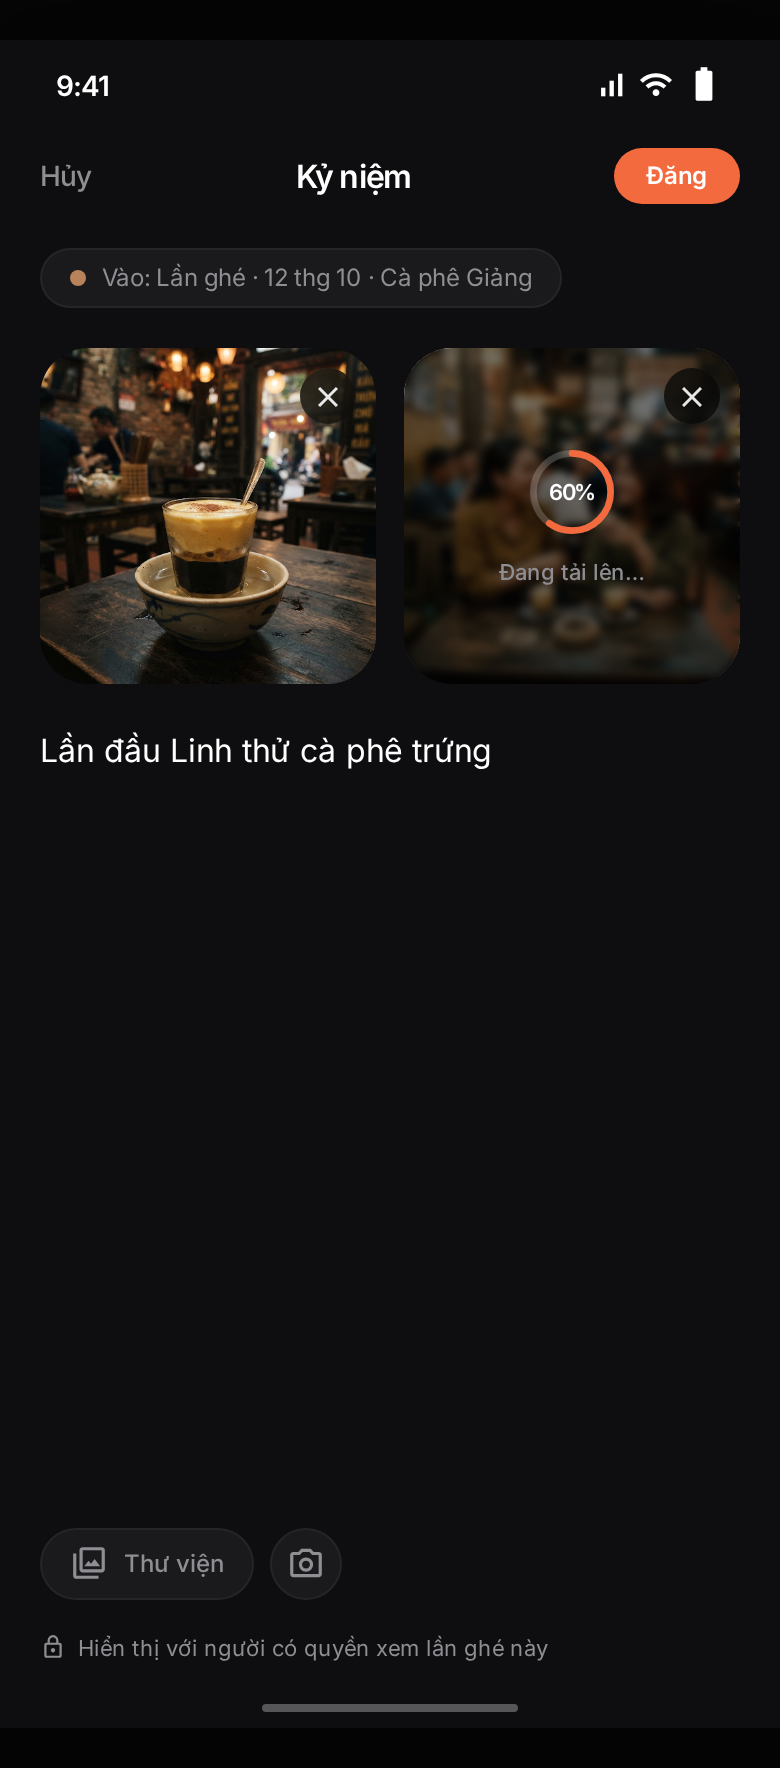 9:41
Hủy
Kỷ niệm
Đăng
Vào: Lần ghé · 12 thg 10 · Cà phê Giảng
60%
Đang tải lên...
Lần đầu Linh thử cà phê trứng
Thư viện
Hiển thị với người có quyền xem lần ghé này